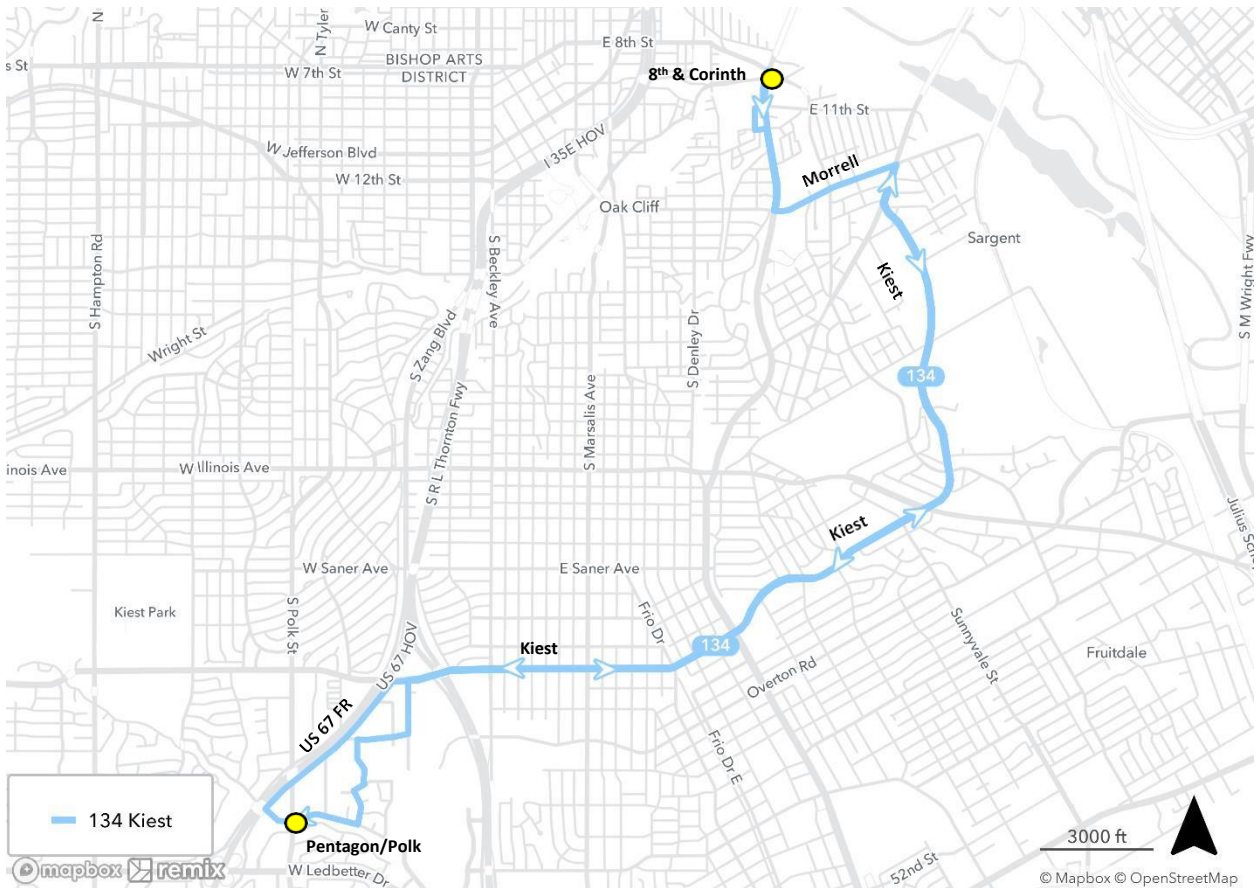 N
N Tyler
W Canty St
E 8th St
BISHOP ARTS
DISTRICT
s St
W 7th St
8th & Corinth
E 11th St
I 35E HOV
W Jefferson Blvd
W 12th St
Morrell
Oak Cliff
Sargent
S Hampton Rd
S Beckley Ave
Kiest
S M Wright Fwy
Wright St
S Zang Blvd
S Denley Dr
134
S Marsalis Ave
S R L Thornton Fwy
inois Ave
W Illinois Ave
Kiest
W Saner Ave
E Saner Ave
Kiest Park
S Polk St
Frio Dr
Sunnyvale St
US 67 HOV
Kiest
134
Fruitdale
Overton Rd
US 67 FR
Frio Dr E
134 Kiest
Pentagon/Polk
3000 ft
W Ledbetter Dr
52nd St
mapbox remix
© Mapbox © OpenStreetMap